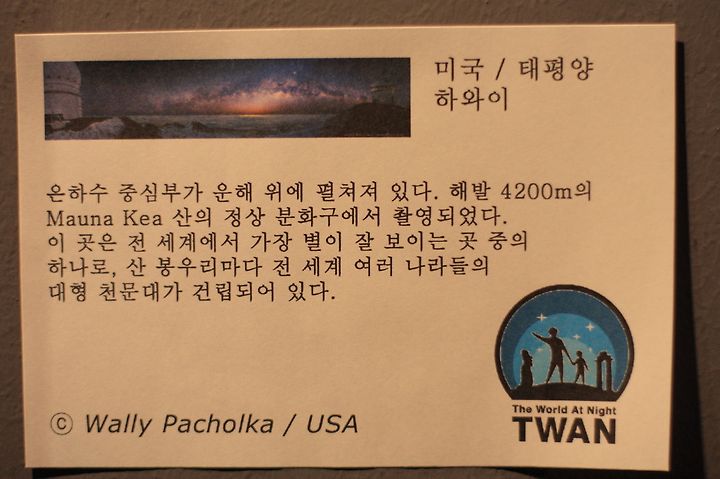 미국 / 태평양
하와이
은하수 중심부가 운해 위에 펼쳐져 있다. 해발 4200m의
Mauna Kea 산의 정상 분화구에서 촬영되었다.
이 곳은 전 세계에서 가장 별이 잘 보이는 곳 중의
하나로, 산 봉우리마다 전 세계 여러 나라들의
대형 천문대가 건립되어 있다.
The World At Night
TWAN
ⓒ Wally Pacholka / USA